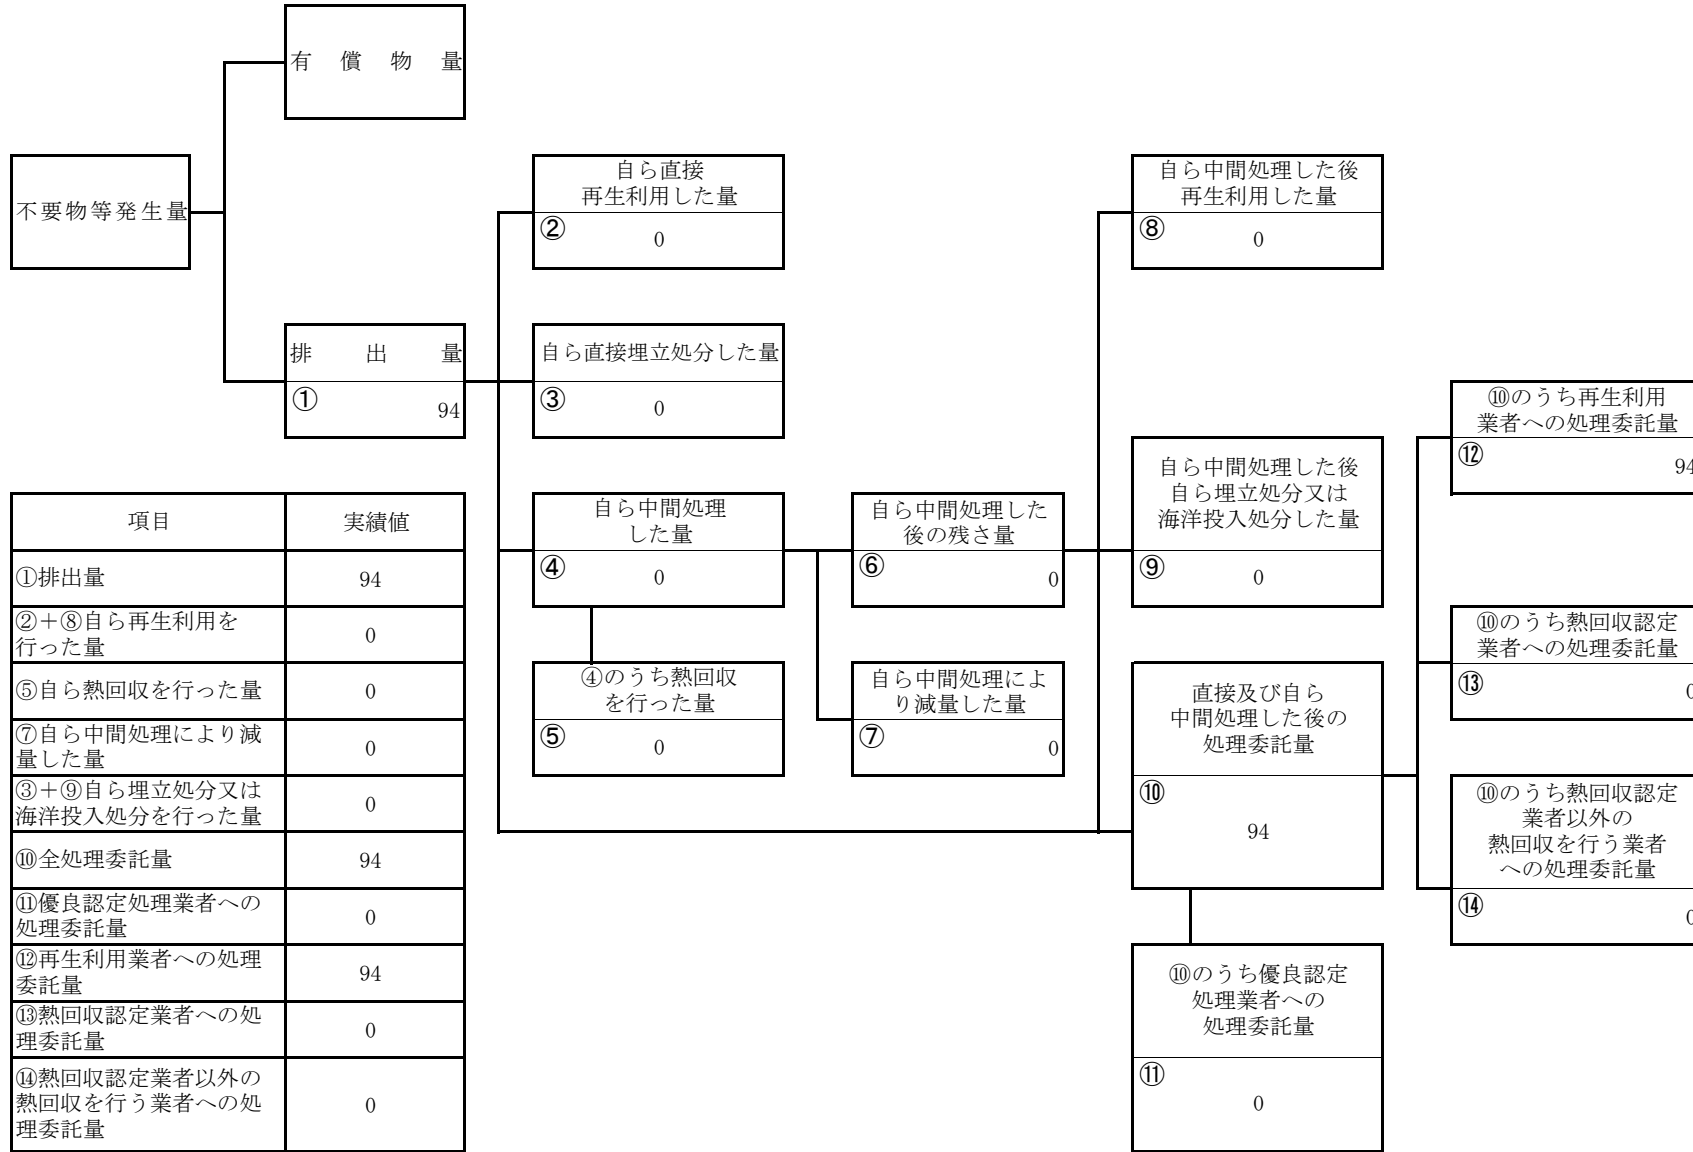 有償物量
不要物等発生量
自ら直接
再生利用した量
②
0
自ら中間処理した後
再生利用した量
⑧
0
排出量
①
94
自ら直接埋立処分した量
③
0
⑩のうち再生利用
業者への処理委託量
⑫
94
自ら中間処理
した量
④
0
自ら中間処理した
後の残さ量
⑥
0
自ら中間処理した後
自ら埋立処分又は
海洋投入処分した量
⑨
0
⑩のうち熱回収認定
業者への処理委託量
⑬
0
④のうち熱回収
を行った量
⑤
0
自ら中間処理によ
り減量した量
⑦
0
直接及び自ら
中間処理した後の
処理委託量
⑩
94
⑩のうち熱回収認定
業者以外の
熱回収を行う業者
への処理委託量
⑭
0
⑩のうち優良認定
処理業者への
処理委託量
⑪
0
項目 実績値
①排出量 94
②+⑧自ら再生利用を
行った量 0
⑤自ら熱回収を行った量 0
⑦自ら中間処理により減
量した量 0
③+⑨自ら埋立処分又は
海洋投入処分を行った量 0
⑩全処理委託量 94
⑪優良認定処理業者への
処理委託量 0
⑫再生利用業者への処理
委託量 94
⑬熱回収認定業者への処
理委託量 0
⑭熱回収認定業者以外の
熱回収を行う業者への処
理委託量 0